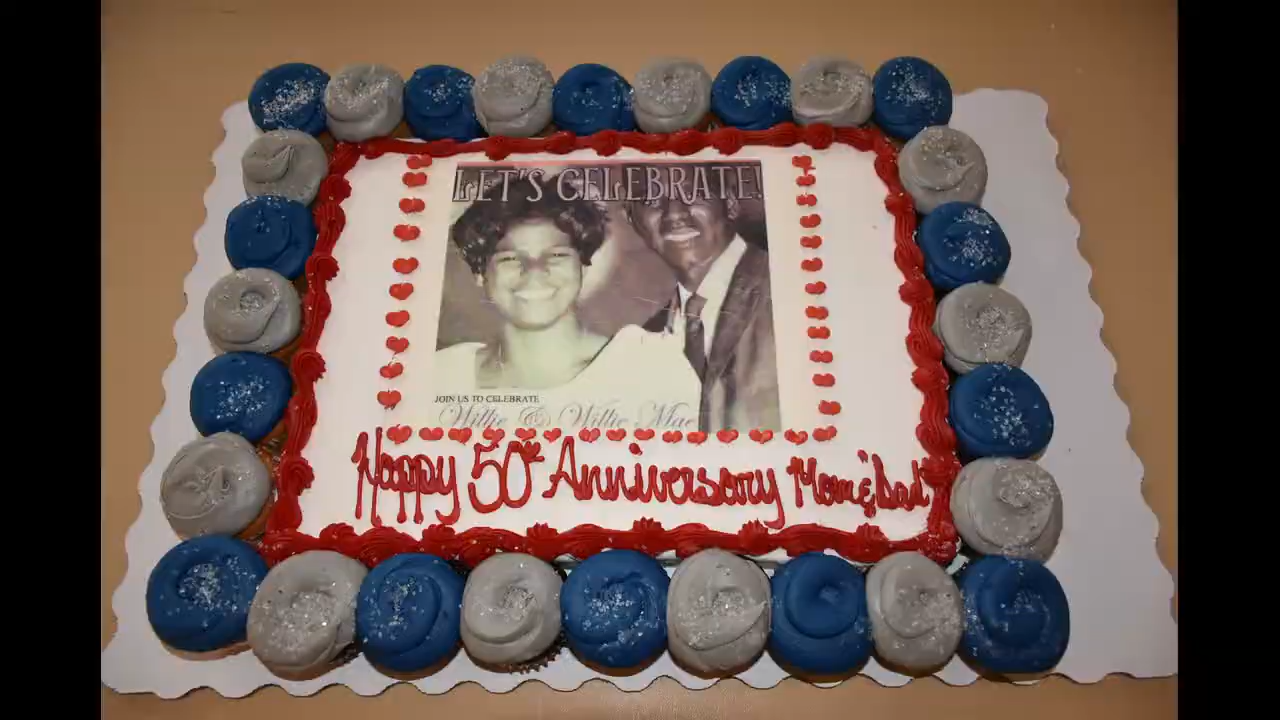 LET'S CELEBRATE!
JOIN US TO CELEBRATE
Willie & Willie Mae
Happy 50th Anniversary Mom & Dad